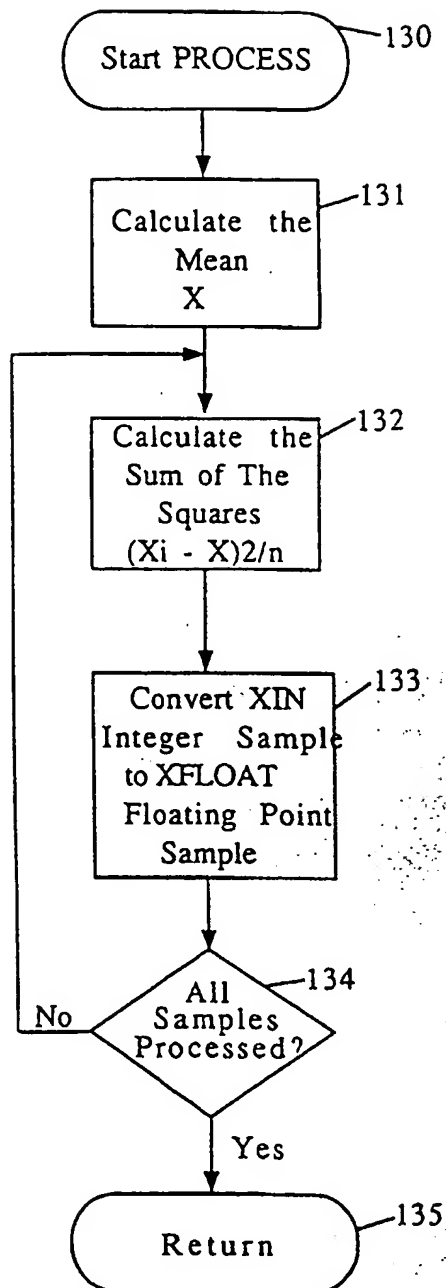 Start PROCESS
130
131
Calculate the
Mean
X
132
Calculate the
Sum of The
Squares
(Xi - X)2/n
133
Convert XIN
Integer Sample
to XFLOAT
Floating Point
Sample
134
All
Samples
Processed?
No
Yes
135
Return